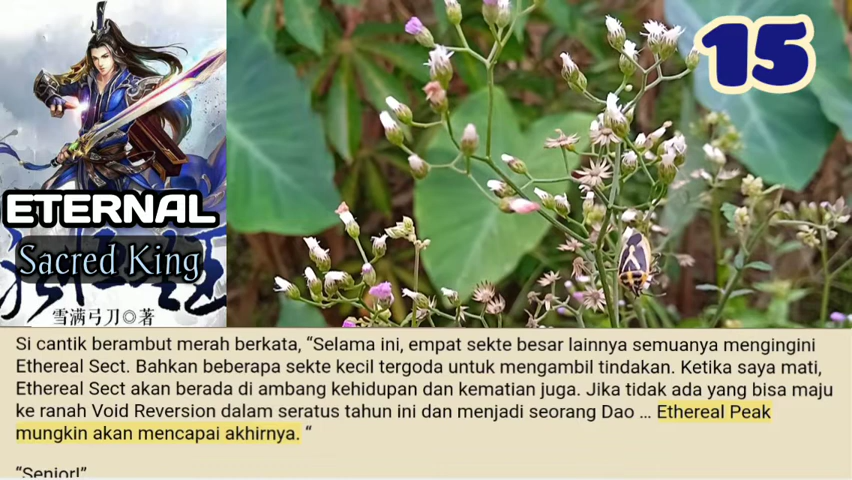 15
ETERNAL
Sacred King
雪满弓刀◎著
Si cantik berambut merah berkata, “Selama ini, empat sekte besar lainnya semuanya mengingini
Ethereal Sect. Bahkan beberapa sekte kecil tergoda untuk mengambil tindakan. Ketika saya mati,
Ethereal Sect akan berada di ambang kehidupan dan kematian juga. Jika tidak ada yang bisa maju
ke ranah Void Reversion dalam seratus tahun ini dan menjadi seorang Dao ... Ethereal Peak
mungkin akan mencapai akhirnya. “
“Senior!”